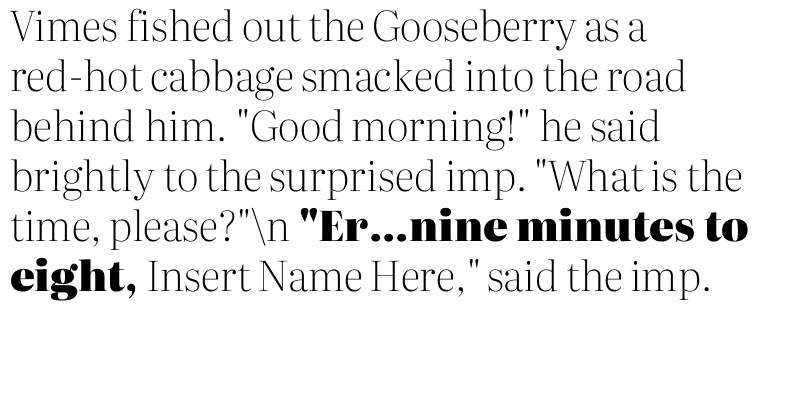 Vimes fished out the Gooseberry as a
red-hot cabbage smacked into the road
behind him. "Good morning!" he said
brightly to the surprised imp. "What is the
time, please?"\n "Er...nine minutes to
eight, Insert Name Here," said the imp.